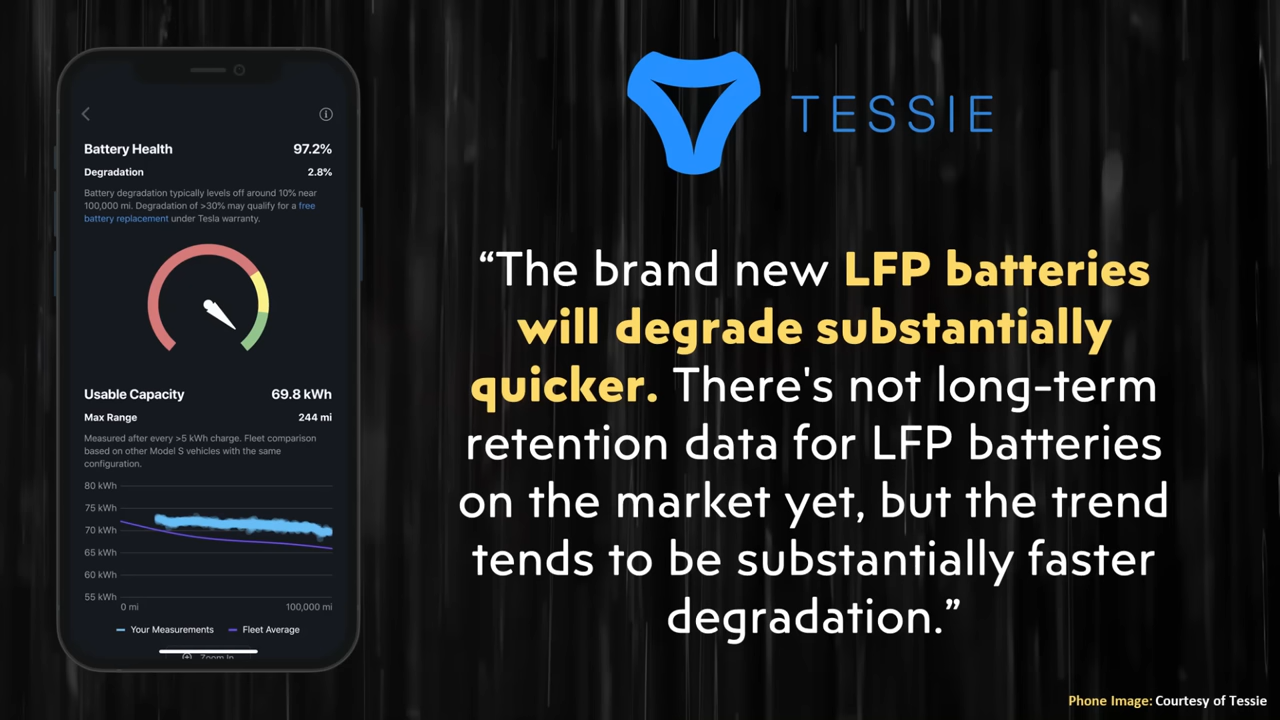 Battery Health 97.2%
Degradation 2.8%
Battery degradation typically levels off around 10% near
100,000 mi. Degradation of >30% may qualify for a free
battery replacement under Tesla warranty.
Usable Capacity 69.8 kWh
Max Range 244 mi
Measured after every >5 kWh charge. Fleet comparison
based on other Model S vehicles with the same
configuration.
80 kWh
75 kWh
70 kWh
65 kWh
60 kWh
55 kWh
0 mi 100,000 mi
Your Measurements Fleet Average
Zoom In
TESSIE
“The brand new LFP batteries
will degrade substantially
quicker. There's not long-term
retention data for LFP batteries
on the market yet, but the trend
tends to be substantially faster
degradation.”
Phone Image: Courtesy of Tessie